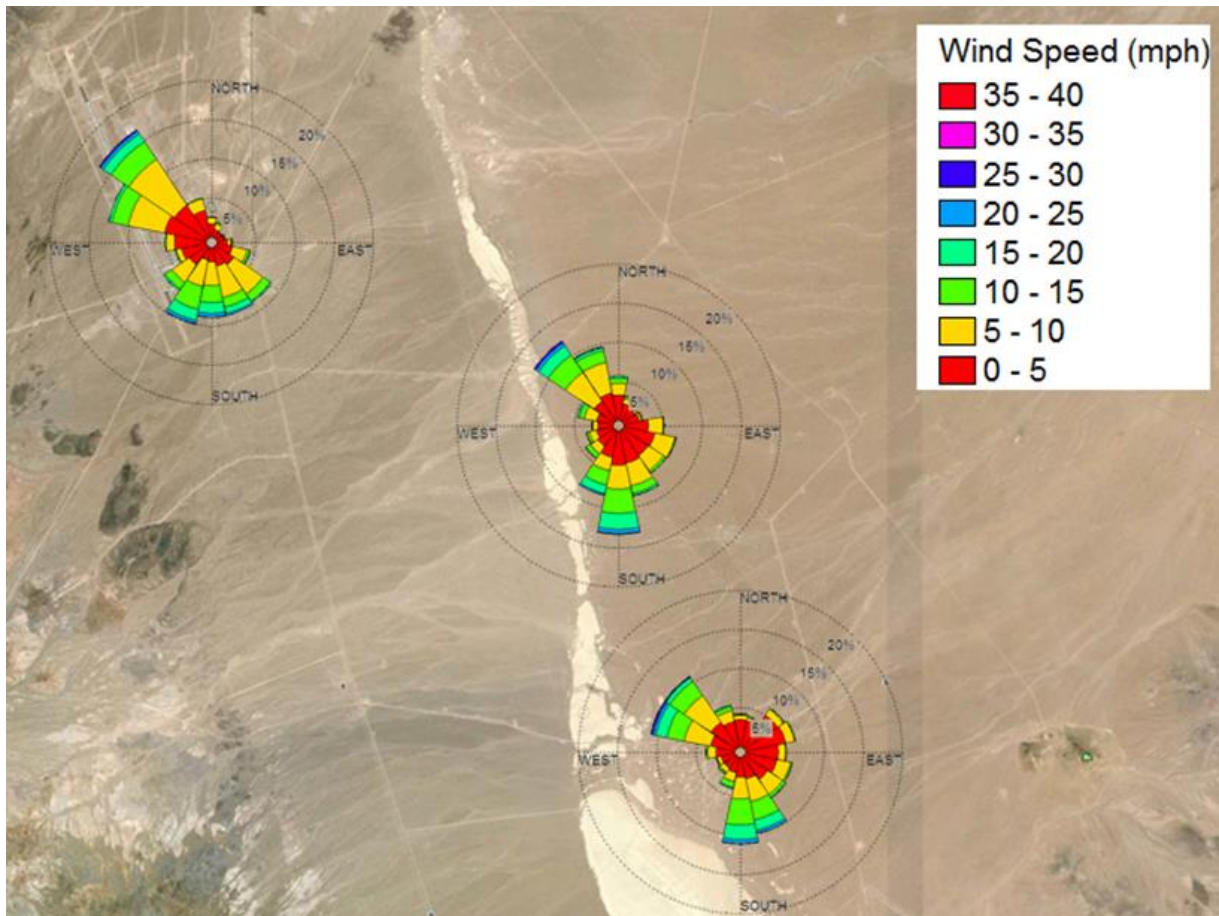 Wind Speed (mph)
35 - 40
30 - 35
25 - 30
20 - 25
15 - 20
10 - 15
5 - 10
0 - 5
NORTH
20%
15%
10%
5%
WEST
EAST
SOUTH
NORTH
20%
15%
10%
5%
WEST
EAST
SOUTH
NORTH
20%
15%
10%
5%
WEST
EAST
SOUTH